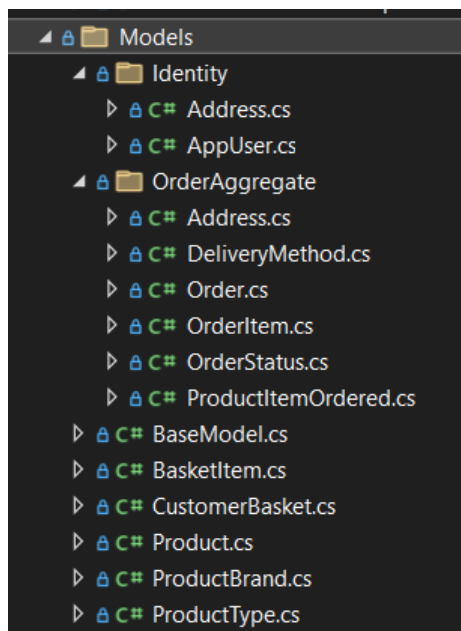 Models
Identity
C# Address.cs
C# AppUser.cs
OrderAggregate
C# Address.cs
C# DeliveryMethod.cs
C# Order.cs
C# OrderItem.cs
C# OrderStatus.cs
C# ProductItemOrdered.cs
C# BaseModel.cs
C# BasketItem.cs
C# CustomerBasket.cs
C# Product.cs
C# ProductBrand.cs
C# ProductType.cs